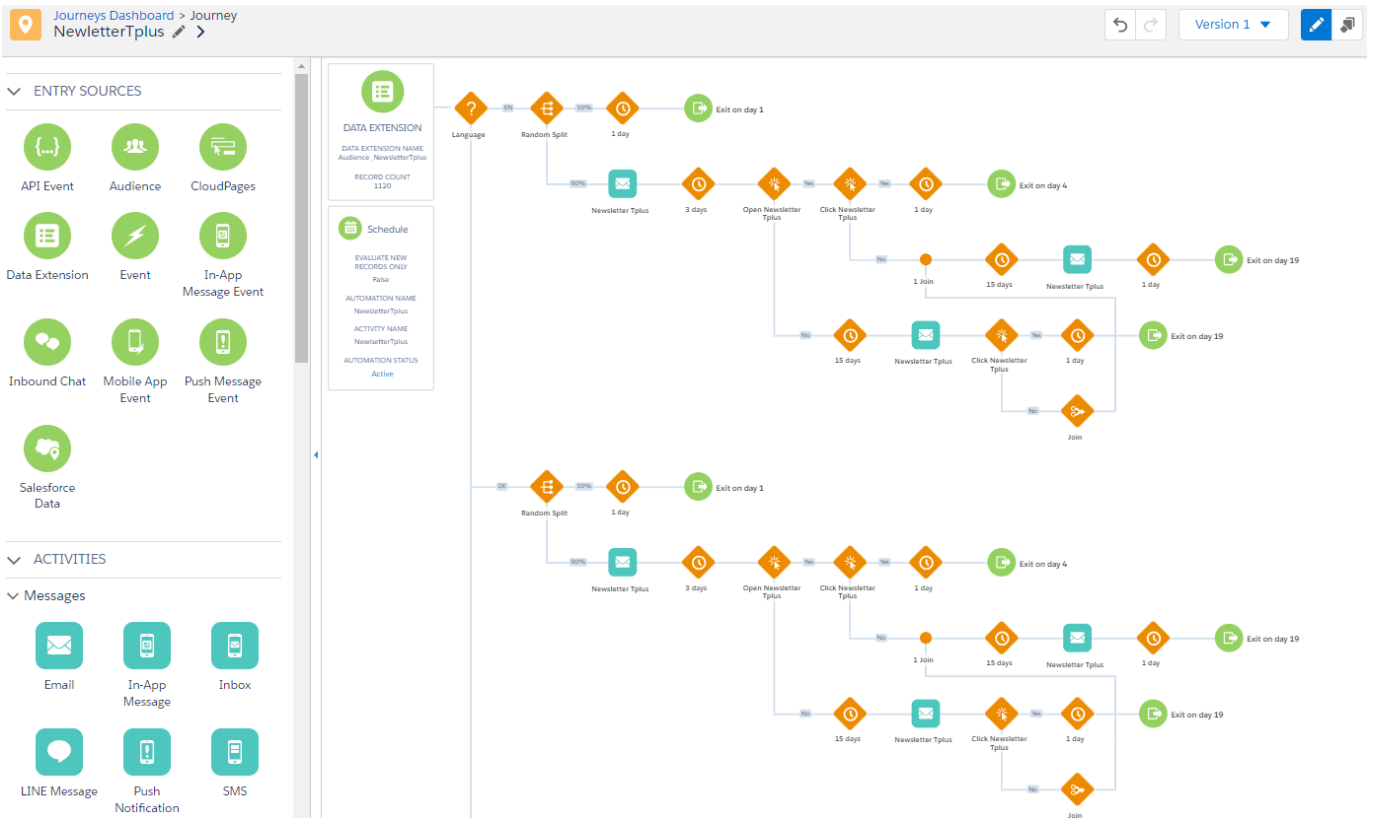 Journeys Dashboard > Journey
NewletterTplus
Version 1
ENTRY SOURCES
API Event
Audience
CloudPages
Data Extension
Event
In-App
Message Event
Inbound Chat
Mobile App
Event
Push Message
Event
Salesforce
Data
ACTIVITIES
Messages
Email
In-App
Message
Inbox
LINE Message
Push
Notification
SMS
DATA EXTENSION
DATA EXTENSION NAME
Audience_NewsletterTplus
RECORD COUNT
1120
Schedule
EVALUATE NEW
RECORDS ONLY
False
AUTOMATION NAME
NewsletterTplus
ACTIVITY NAME
NewlsetterTplus
AUTOMATION STATUS
Active
Language
EN
Random Split
10%
1 day
Exit on day 1
90%
Newsletter Tplus
3 days
Open Newsletter
Tplus
Yes
Click Newsletter
Tplus
Yes
1 day
Exit on day 4
No
1 Join
15 days
Newsletter Tplus
1 day
Exit on day 19
No
15 days
Newsletter Tplus
Click Newsletter
Tplus
Yes
1 day
Exit on day 19
No
Join
DE
Random Split
10%
1 day
Exit on day 1
90%
Newsletter Tplus
3 days
Open Newsletter
Tplus
Yes
Click Newsletter
Tplus
Yes
1 day
Exit on day 4
No
1 Join
15 days
Newsletter Tplus
1 day
Exit on day 19
No
15 days
Newsletter Tplus
Click Newsletter
Tplus
Yes
1 day
Exit on day 19
No
Join